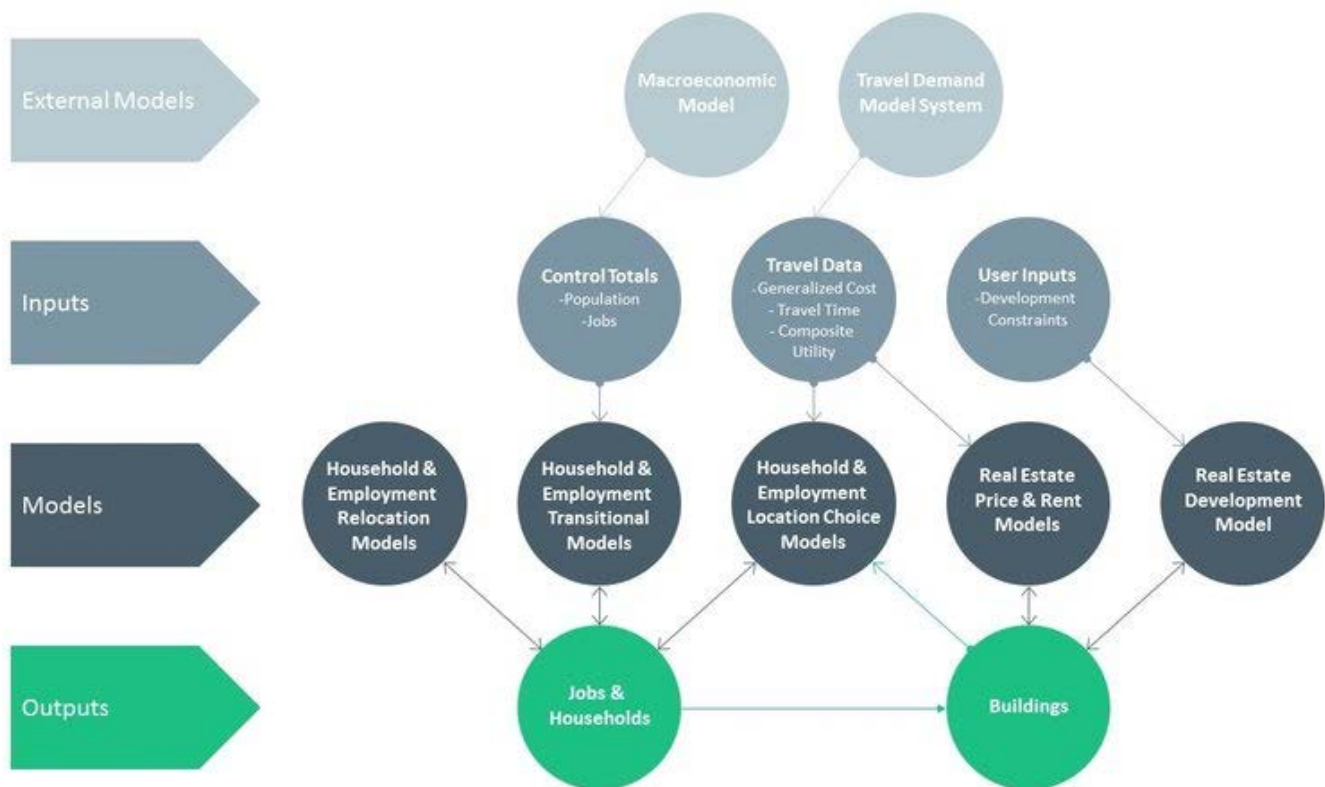 External Models
Macroeconomic
Model
Travel Demand
Model System
Inputs
Control Totals
-Population
-Jobs
Travel Data
-Generalized Cost
- Travel Time
- Composite
Utility
User Inputs
-Development
Constraints
Models
Household &
Employment
Relocation
Models
Household &
Employment
Transitional
Models
Household &
Employment
Location Choice
Models
Real Estate
Price & Rent
Models
Real Estate
Development
Model
Outputs
Jobs &
Households
Buildings